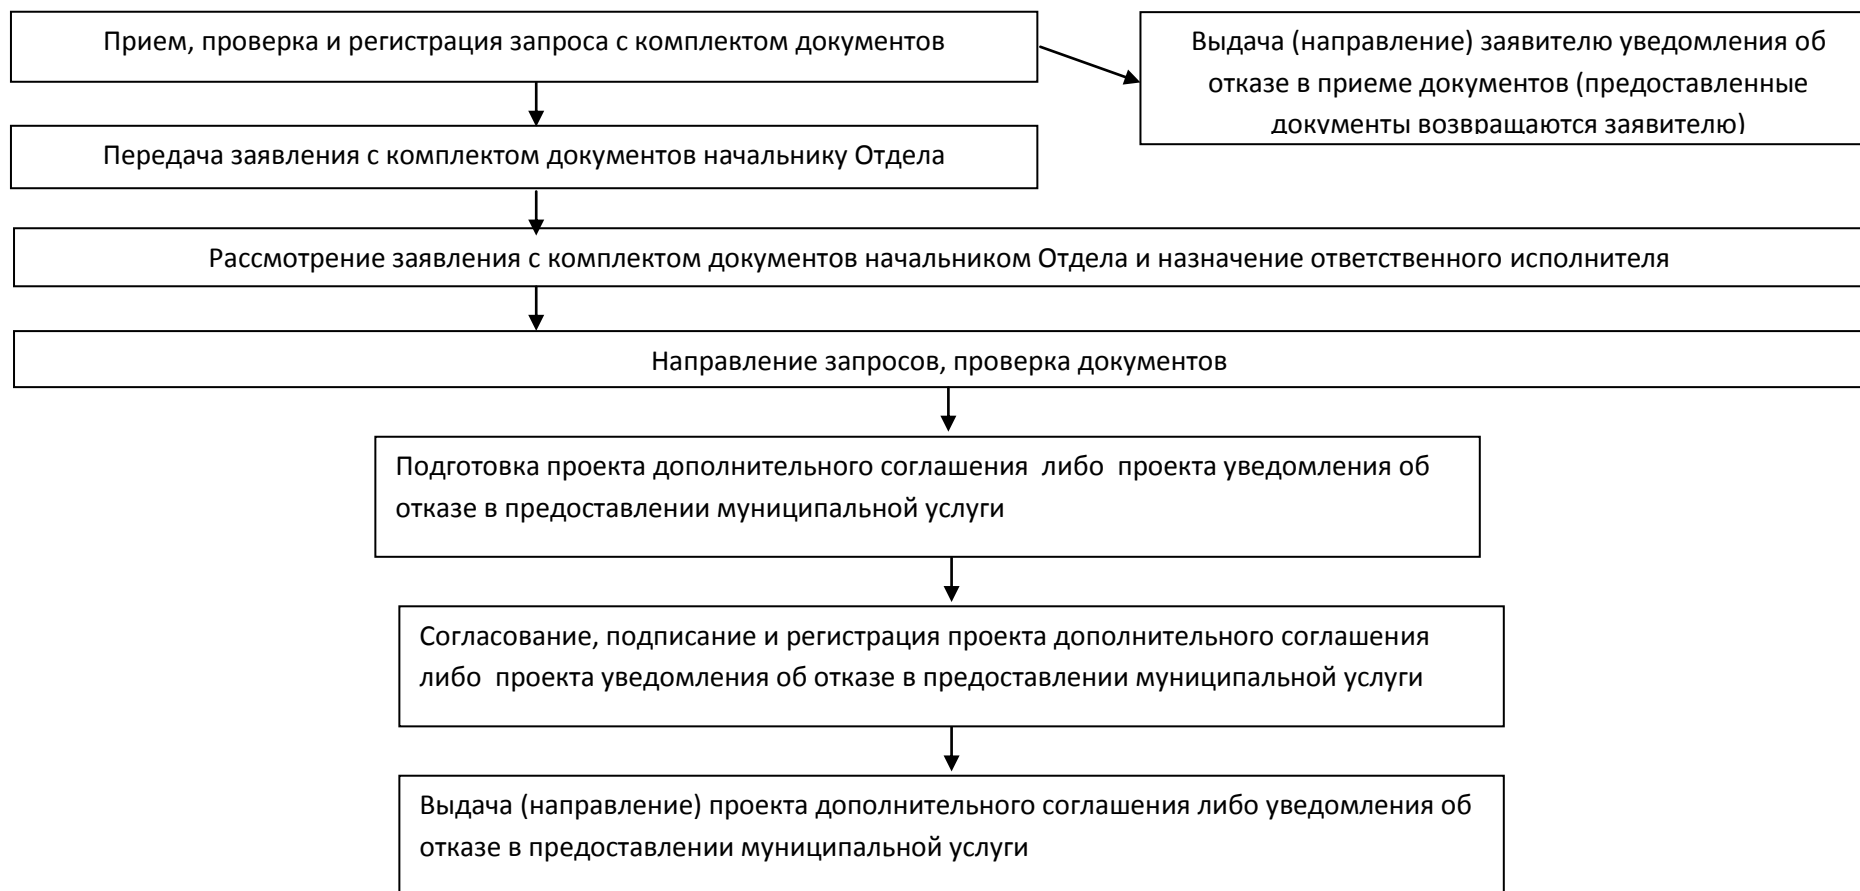 Прием, проверка и регистрация запроса с комплектом документов
Выдача (направление) заявителю уведомления об
отказе в приеме документов (предоставленные
документы возвращаются заявителю)
Передача заявления с комплектом документов начальнику Отдела
Рассмотрение заявления с комплектом документов начальником Отдела и назначение ответственного исполнителя
Направление запросов, проверка документов
Подготовка проекта дополнительного соглашения  либо  проекта уведомления об
отказе в предоставлении муниципальной услуги
Согласование, подписание и регистрация проекта дополнительного соглашения
либо  проекта уведомления об отказе в предоставлении муниципальной услуги
Выдача (направление) проекта дополнительного соглашения либо уведомления об
отказе в предоставлении муниципальной услуги